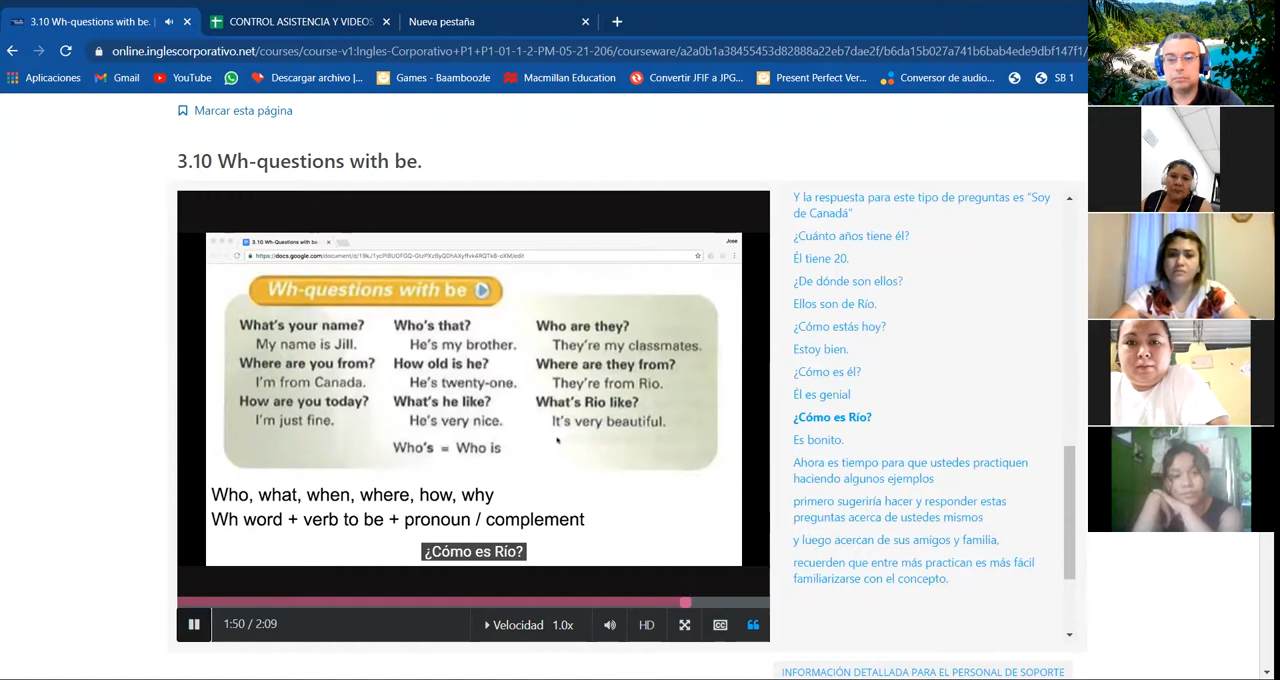 3.10 Wh-questions with be. |
CONTROL ASISTENCIA Y VIDEOS
Nueva pestaña
online.inglescorporativo.net/courses/course-v1:Ingles-Corporativo+P1+P1-01-1-2-PM-05-21-206/courseware/a2a0b1a38455453d82888a22eb7dae2f/b6da15b027a741b6bab4ede9dbf147f1/
Aplicaciones
Gmail
YouTube
Descargar archivo |...
Games - Baamboozle
Macmillan Education
Convertir JFIF a JPG...
Present Perfect Ver...
Conversor de audio...
SB 1
Marcar esta página
3.10 Wh-questions with be.
3.10 Wh-Questions with be
Jose
Wh-questions with be
What's your name?
My name is Jill.
Where are you from?
I'm from Canada.
How are you today?
I'm just fine.
Who's that?
He's my brother.
How old is he?
He's twenty-one.
What's he like?
He's very nice.
Who's = Who is
Who are they?
They're my classmates.
Where are they from?
They're from Rio.
What's Rio like?
It's very beautiful.
Who, what, when, where, how, why
Wh word + verb to be + pronoun / complement
¿Cómo es Río?
1:50 / 2:09
Velocidad 1.0x
HD
CC
Y la respuesta para este tipo de preguntas es “Soy
de Canadá”
¿Cuánto años tiene él?
Él tiene 20.
¿De dónde son ellos?
Ellos son de Río.
¿Cómo estás hoy?
Estoy bien.
¿Cómo es él?
Él es genial
¿Cómo es Río?
Es bonito.
Ahora es tiempo para que ustedes practiquen
haciendo algunos ejemplos
primero sugeriría hacer y responder estas
preguntas acerca de ustedes mismos
y luego acercan de sus amigos y familia,
recuerden que entre más practican es más fácil
familiarizarse con el concepto.
INFORMACIÓN DETALLADA PARA EL PERSONAL DE SOPORTE